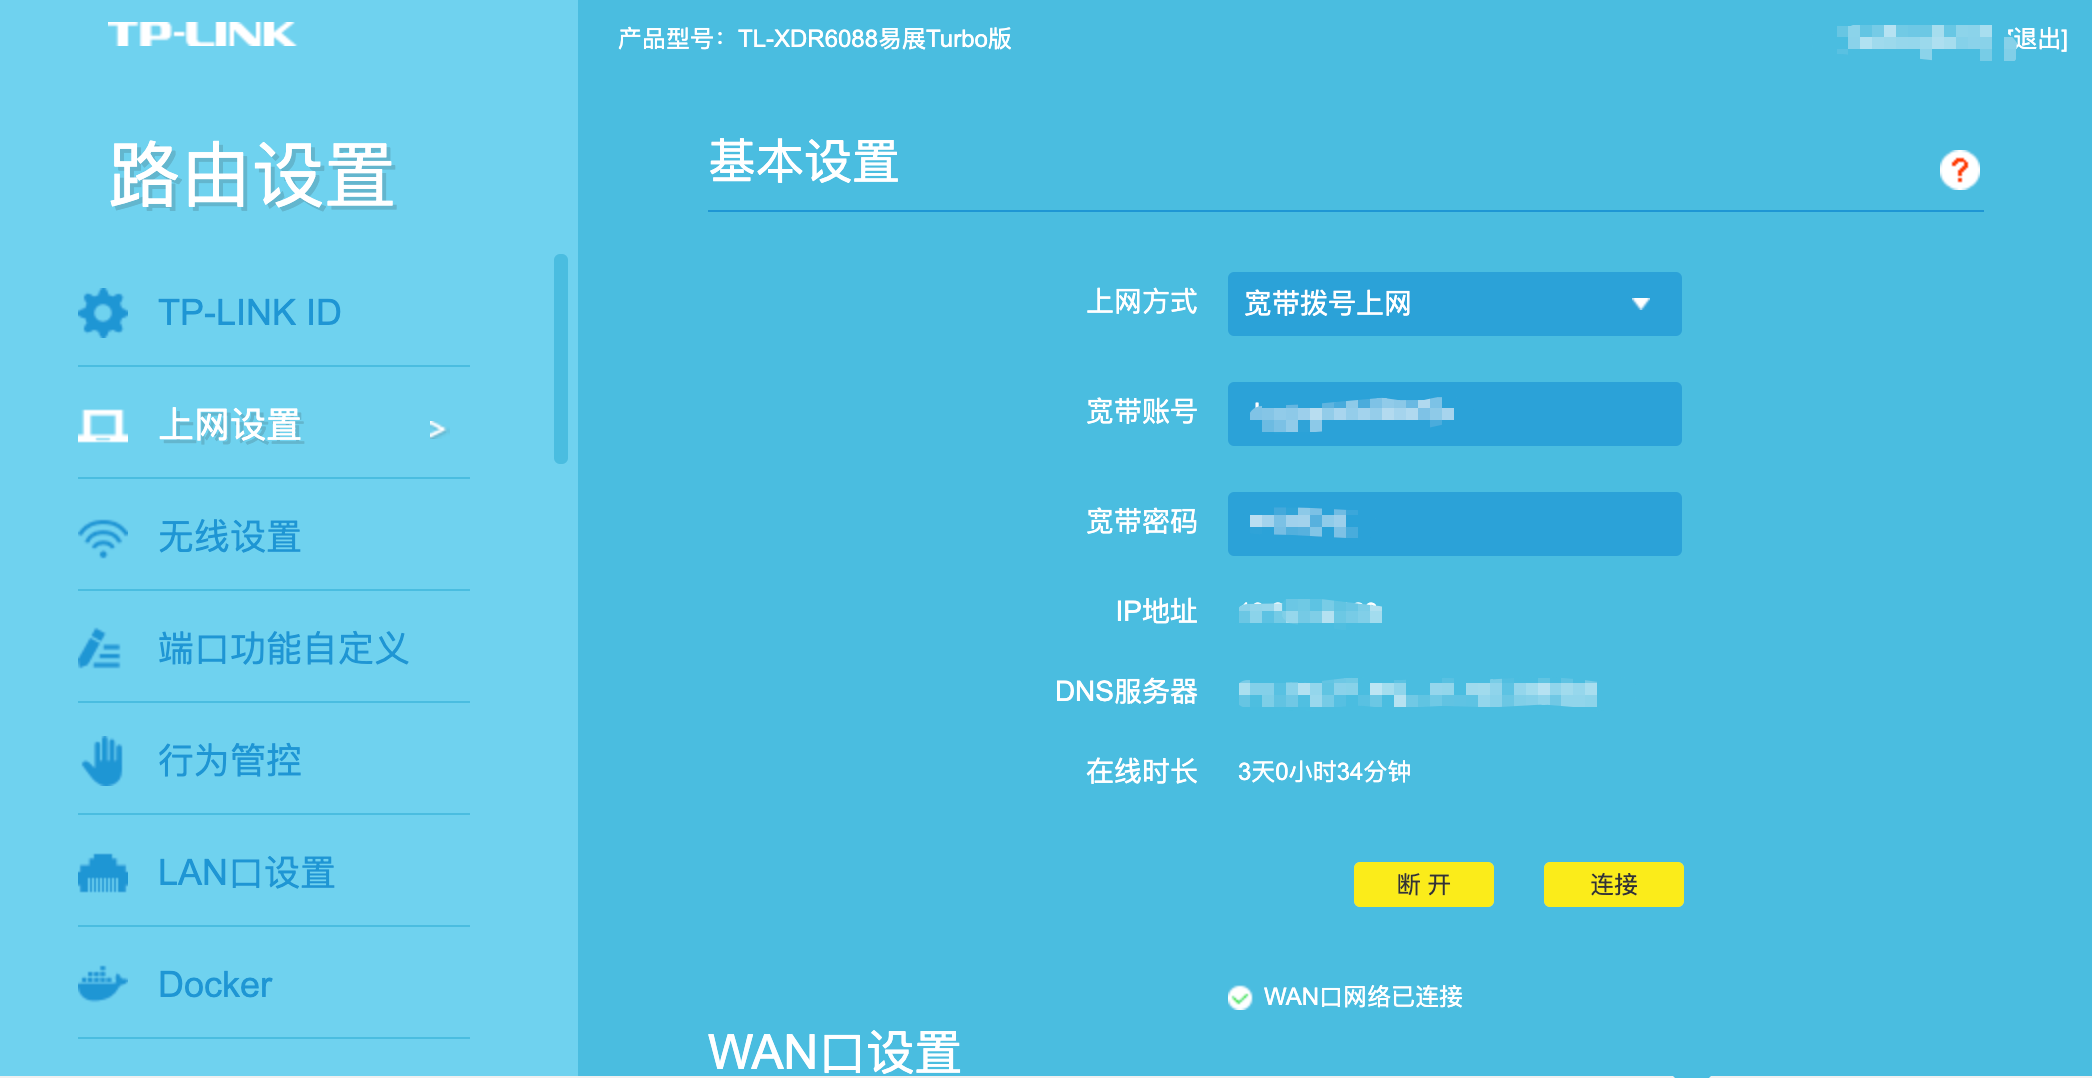 TP-LINK
路由设置
TP-LINK ID
上网设置 >
无线设置
端口功能自定义
行为管控
LAN口设置
Docker
产品型号：TL-XDR6088易展Turbo版
退出]
基本设置
?
上网方式 宽带拨号上网
宽带账号
宽带密码
IP地址
DNS服务器
在线时长 3天0小时34分钟
断 开 连接
WAN口网络已连接
WAN口设置